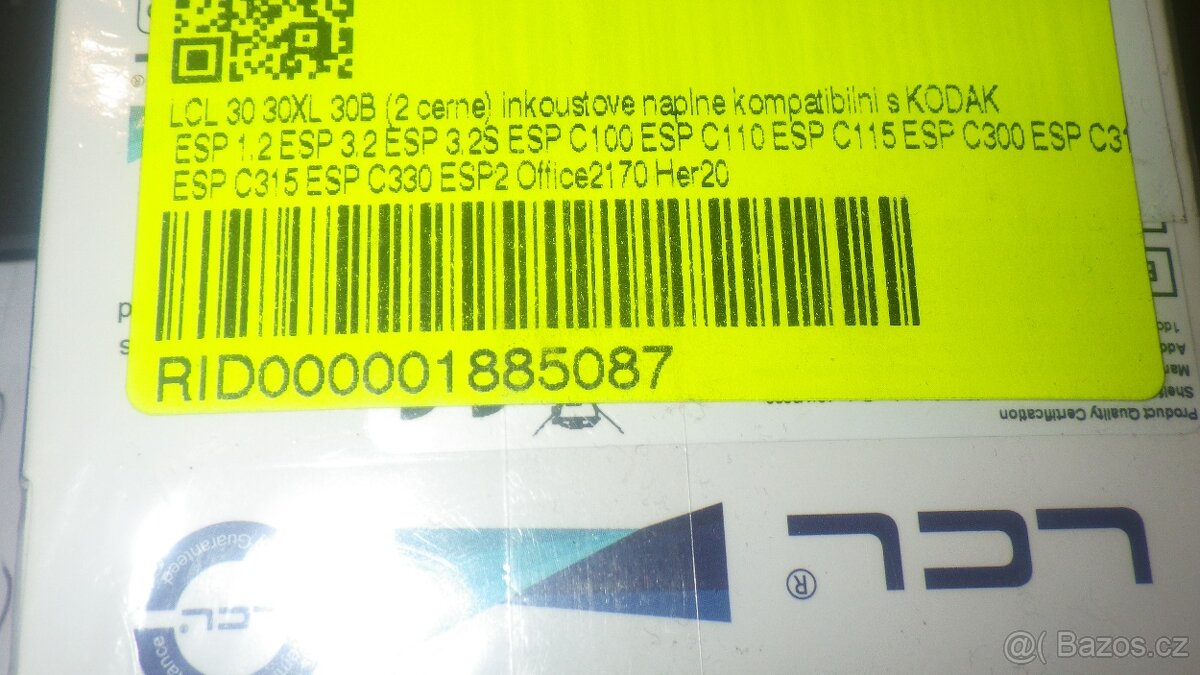 LCL 30 30XL 30B (2 cerne) inkoustove naplne kompatibilni s KODAK
ESP 1.2 ESP 3.2 ESP 3.2S ESP C100 ESP C110 ESP C115 ESP C300 ESP C31
ESP C315 ESP C330 ESP2 Office2170 Her20
RID000001885087
Product Quality Certification
LCL ®
Guaranteed
LCL ®
@( Bazos.cz